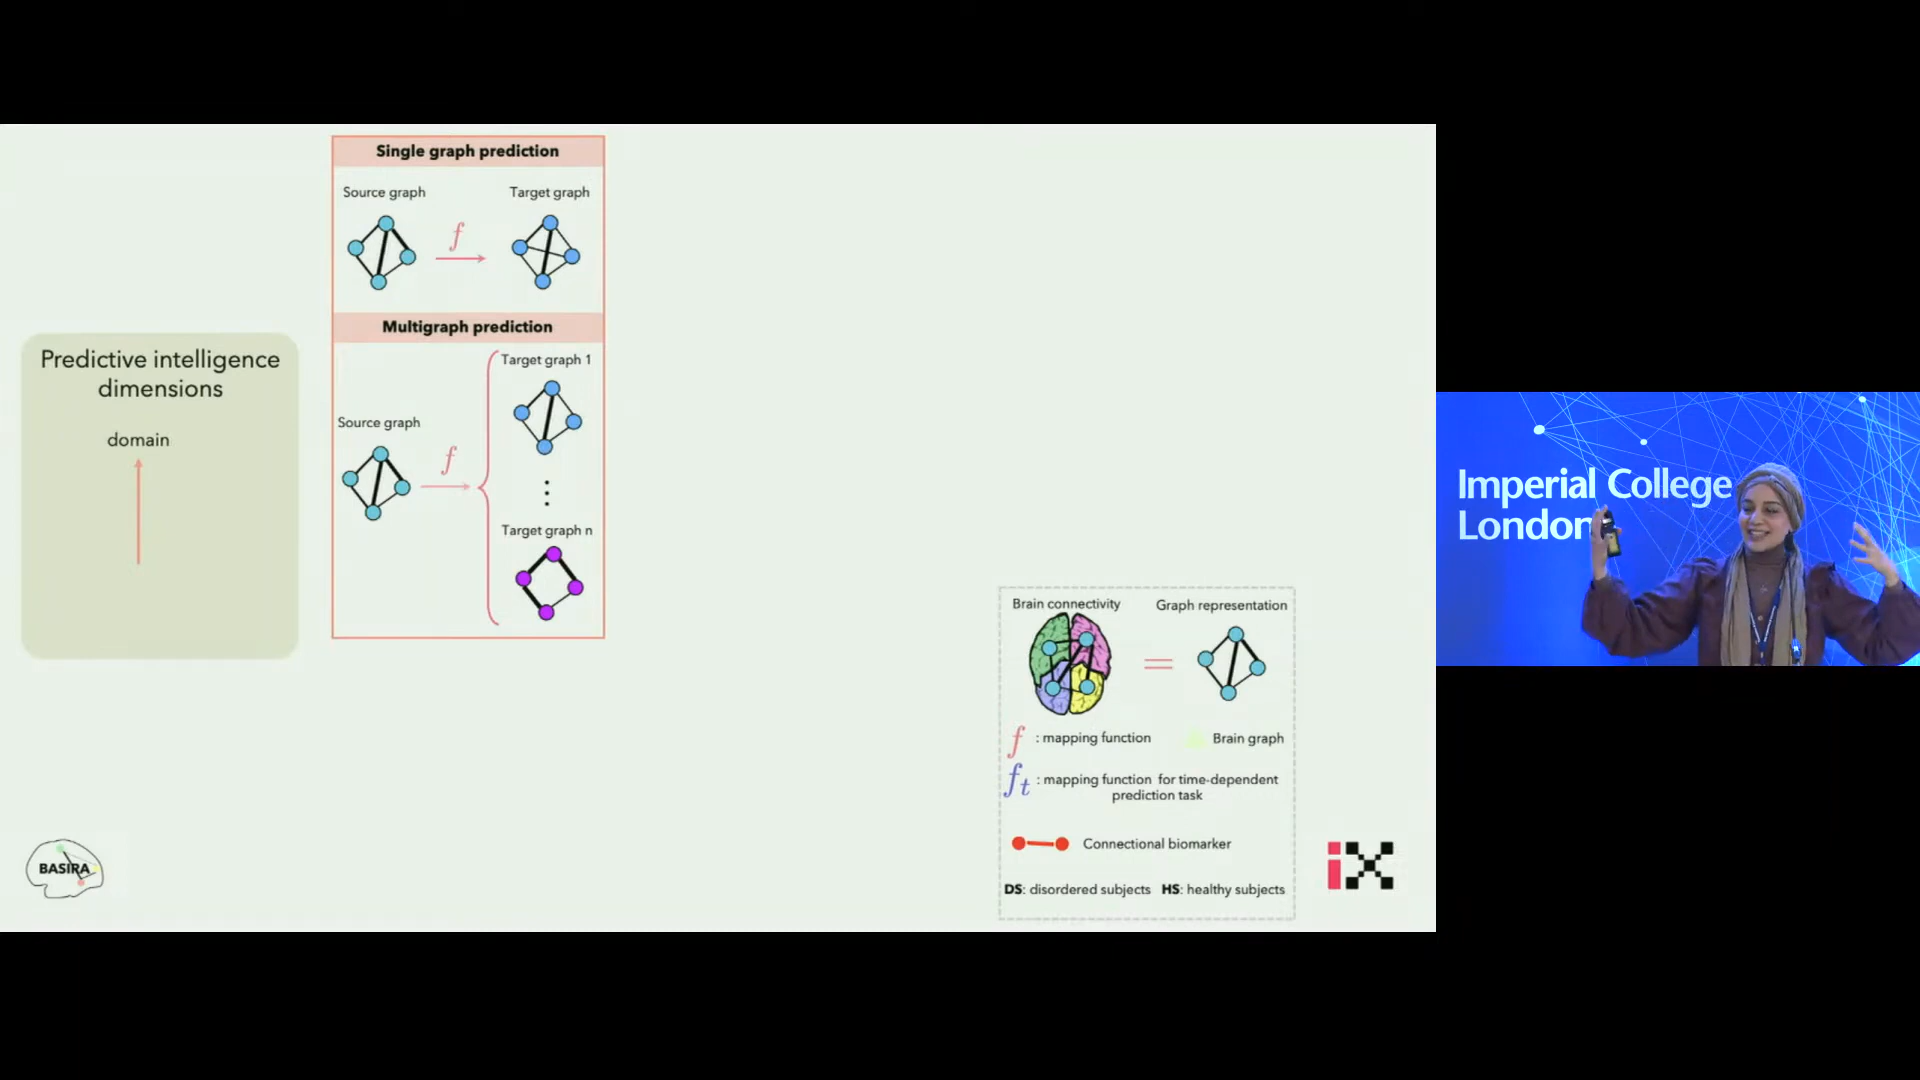 Single graph prediction
Source graph
Target graph
f
Multigraph prediction
Target graph 1
Source graph
f
Target graph n
Predictive intelligence
dimensions
domain
Brain connectivity
Graph representation
=
f : mapping function
Brain graph
ft : mapping function for time-dependent
prediction task
Connectional biomarker
DS: disordered subjects HS: healthy subjects
BASIRA
iX
Imperial College
London